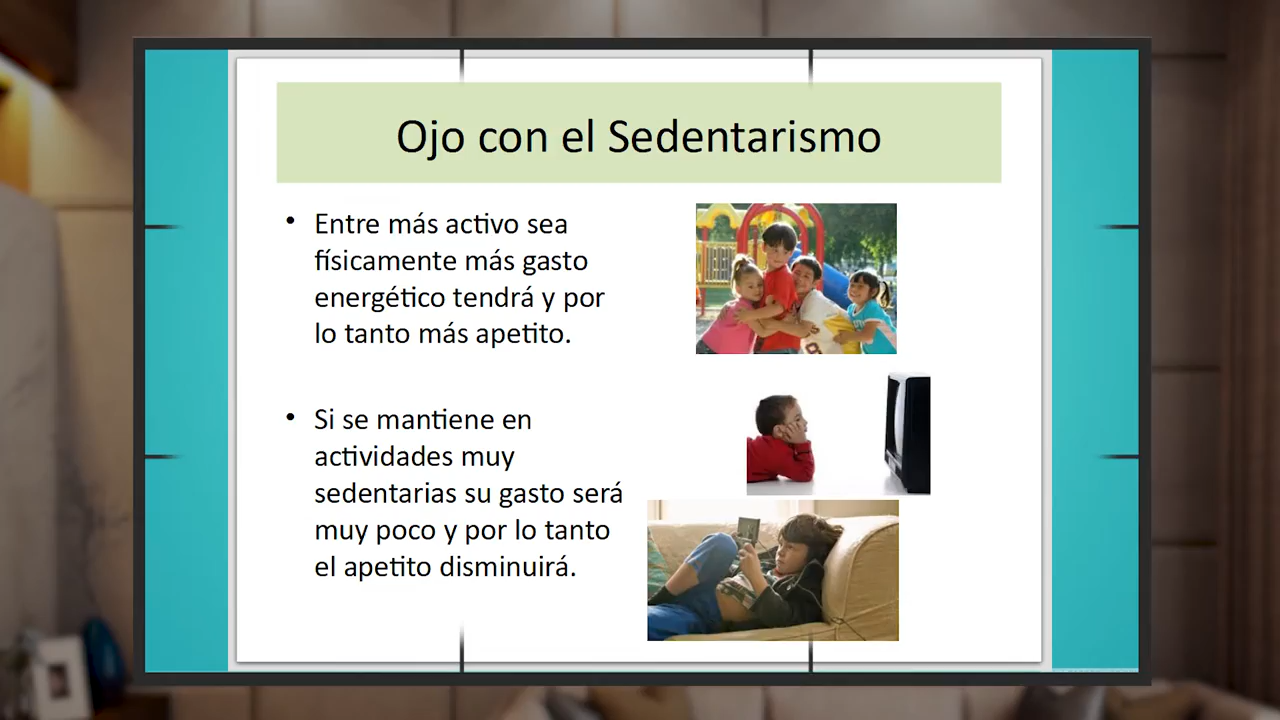 Ojo con el Sedentarismo
• Entre más activo sea
físicamente más gasto
energético tendrá y por
lo tanto más apetito.
• Si se mantiene en
actividades muy
sedentarias su gasto será
muy poco y por lo tanto
el apetito disminuirá.